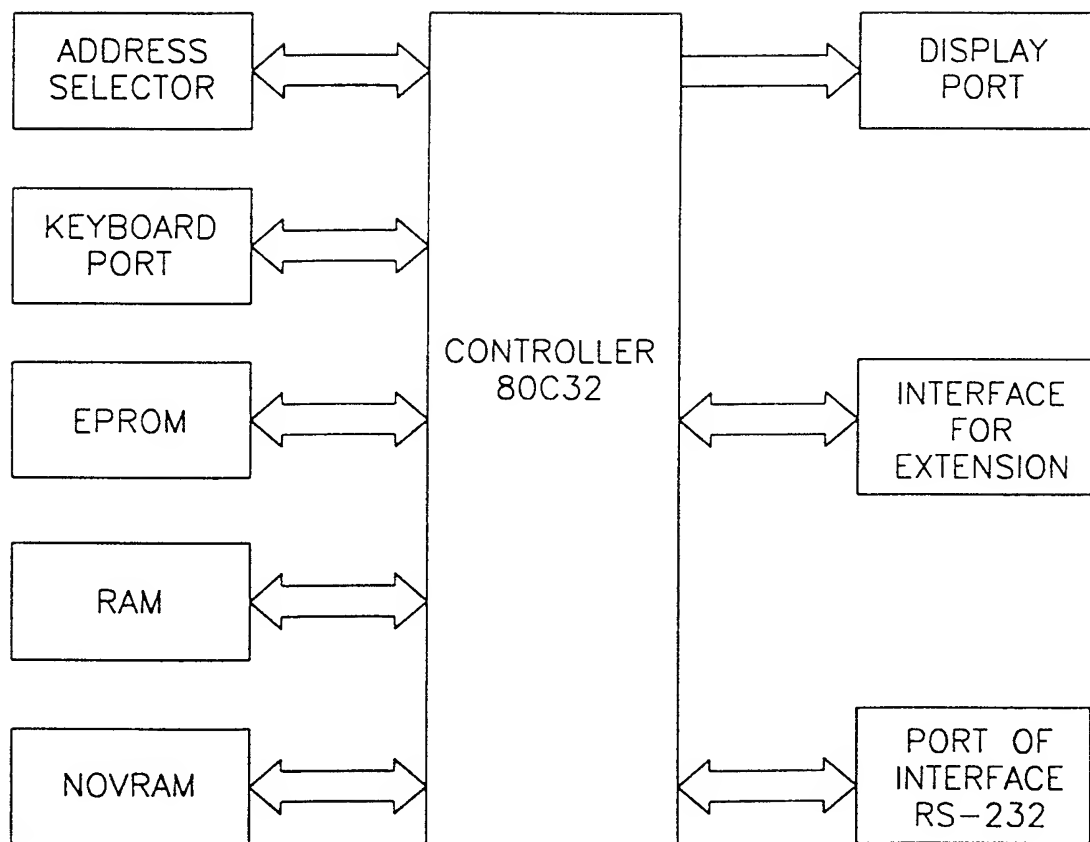 ADDRESS
SELECTOR
KEYBOARD
PORT
EPROM
RAM
NOVRAM
CONTROLLER
80C32
DISPLAY
PORT
INTERFACE
FOR
EXTENSION
PORT OF
INTERFACE
RS-232